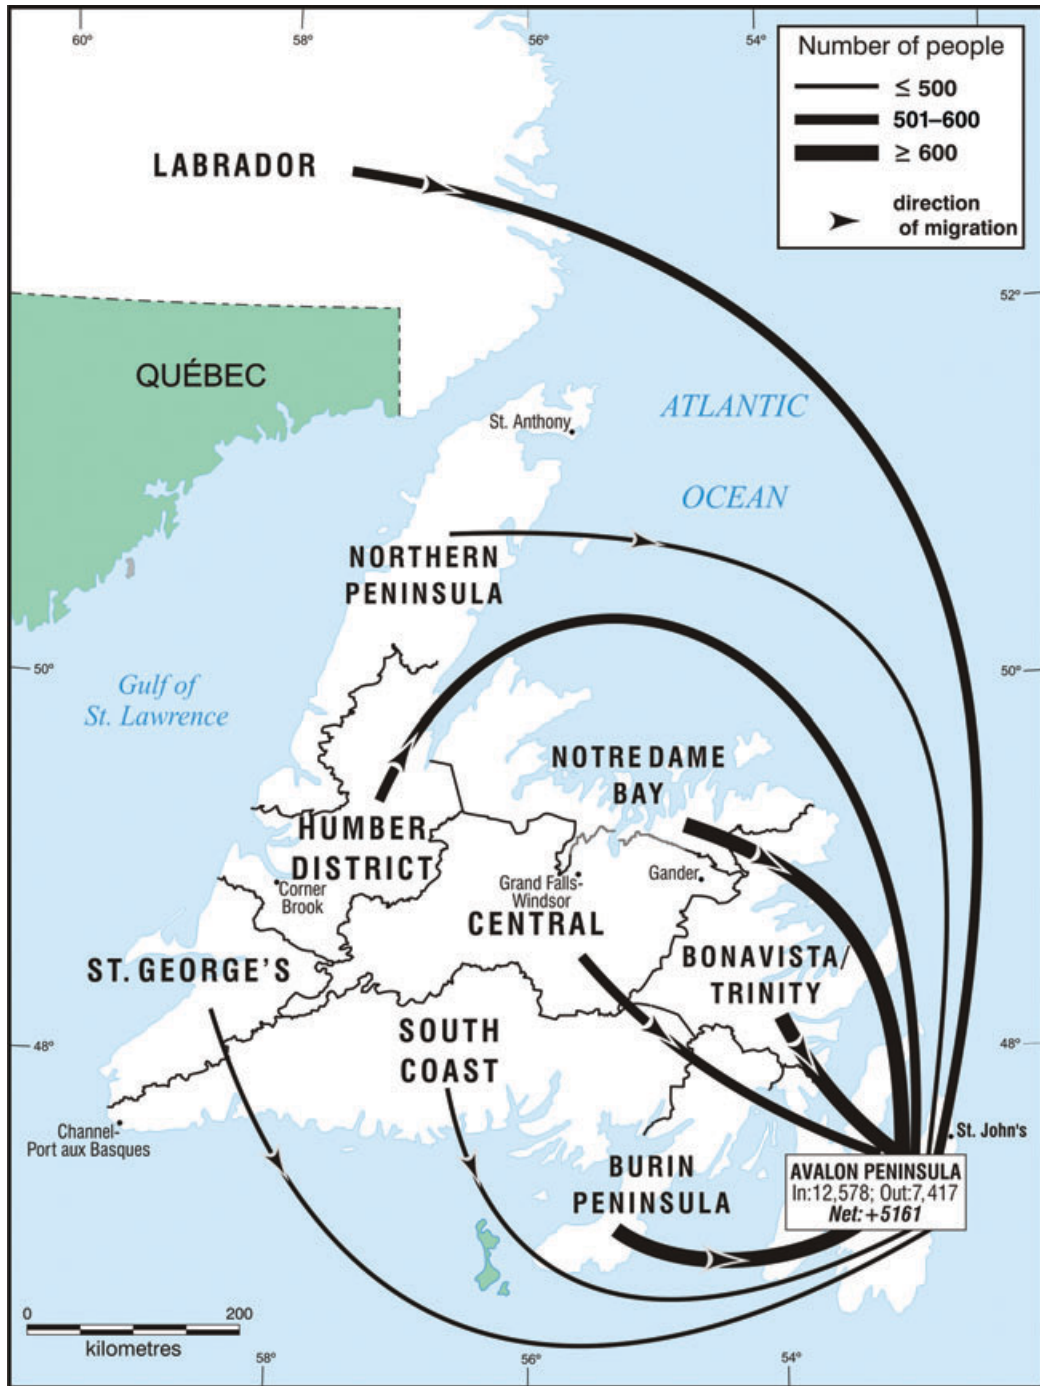 60°
58°
56°
54°
Number of people
≤ 500
501–600
≥ 600
direction
of migration
LABRADOR
52°
QUÉBEC
ATLANTIC
OCEAN
St. Anthony
NORTHERN
PENINSULA
50°
50°
Gulf of
St. Lawrence
NOTRE DAME
BAY
HUMBER
DISTRICT
Corner
Brook
Grand Falls-
Windsor
Gander
CENTRAL
ST. GEORGE'S
BONAVISTA/
TRINITY
SOUTH
COAST
48°
48°
Channel-
Port aux Basques
St. John's
BURIN
PENINSULA
AVALON PENINSULA
In:12,578; Out:7,417
Net:+5161
0 200
kilometres
58°
56°
54°